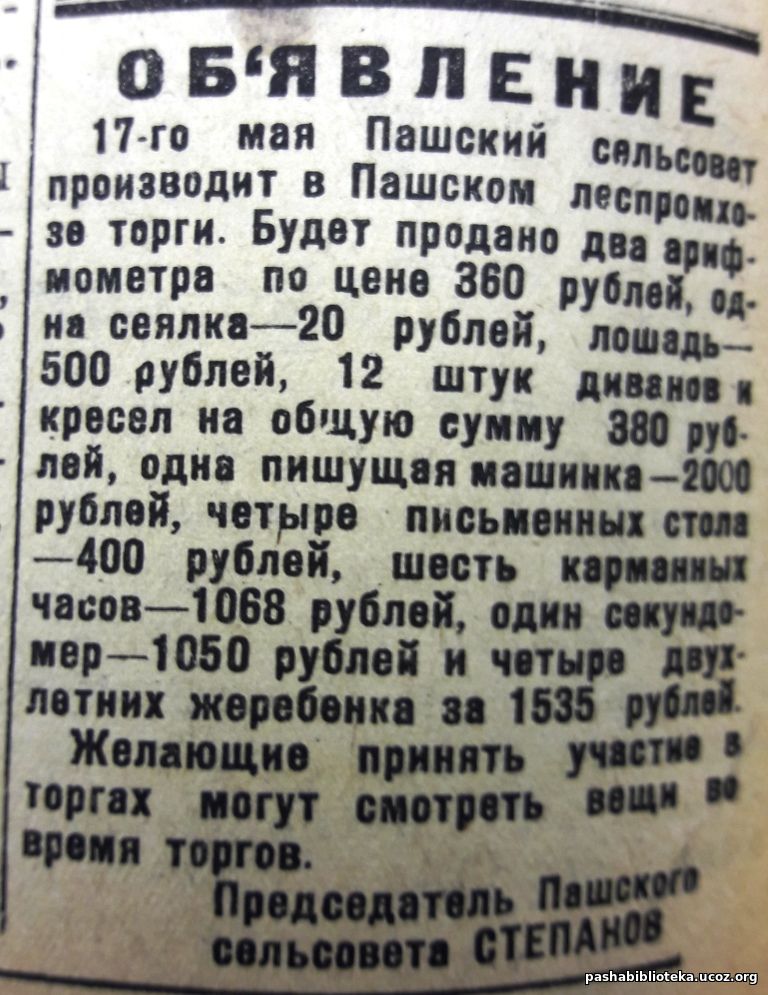 ОБ‘ЯВЛЕНИЕ
17-го мая Пашский сельсовет
производит в Пашском леспромхо-
зе торги. Будет продано два ариф-
мометра по цене 360 рублей, од-
на сеялка—20 рублей, лошадь—
500 рублей, 12 штук диванов и
кресел на общую сумму 380 руб-
лей, одна пишущая машинка—2000
рублей, четыре письменных стола
—400 рублей, шесть карманных
часов—1068 рублей, один секундо-
мер—1050 рублей и четыре двух-
летних жеребенка за 1535 рублей.
Желающие принять участие в
торгах могут смотреть вещи во
время торгов.
Председатель Пашского
сельсовета СТЕПАНОВ
pashabiblioteka.ucoz.org